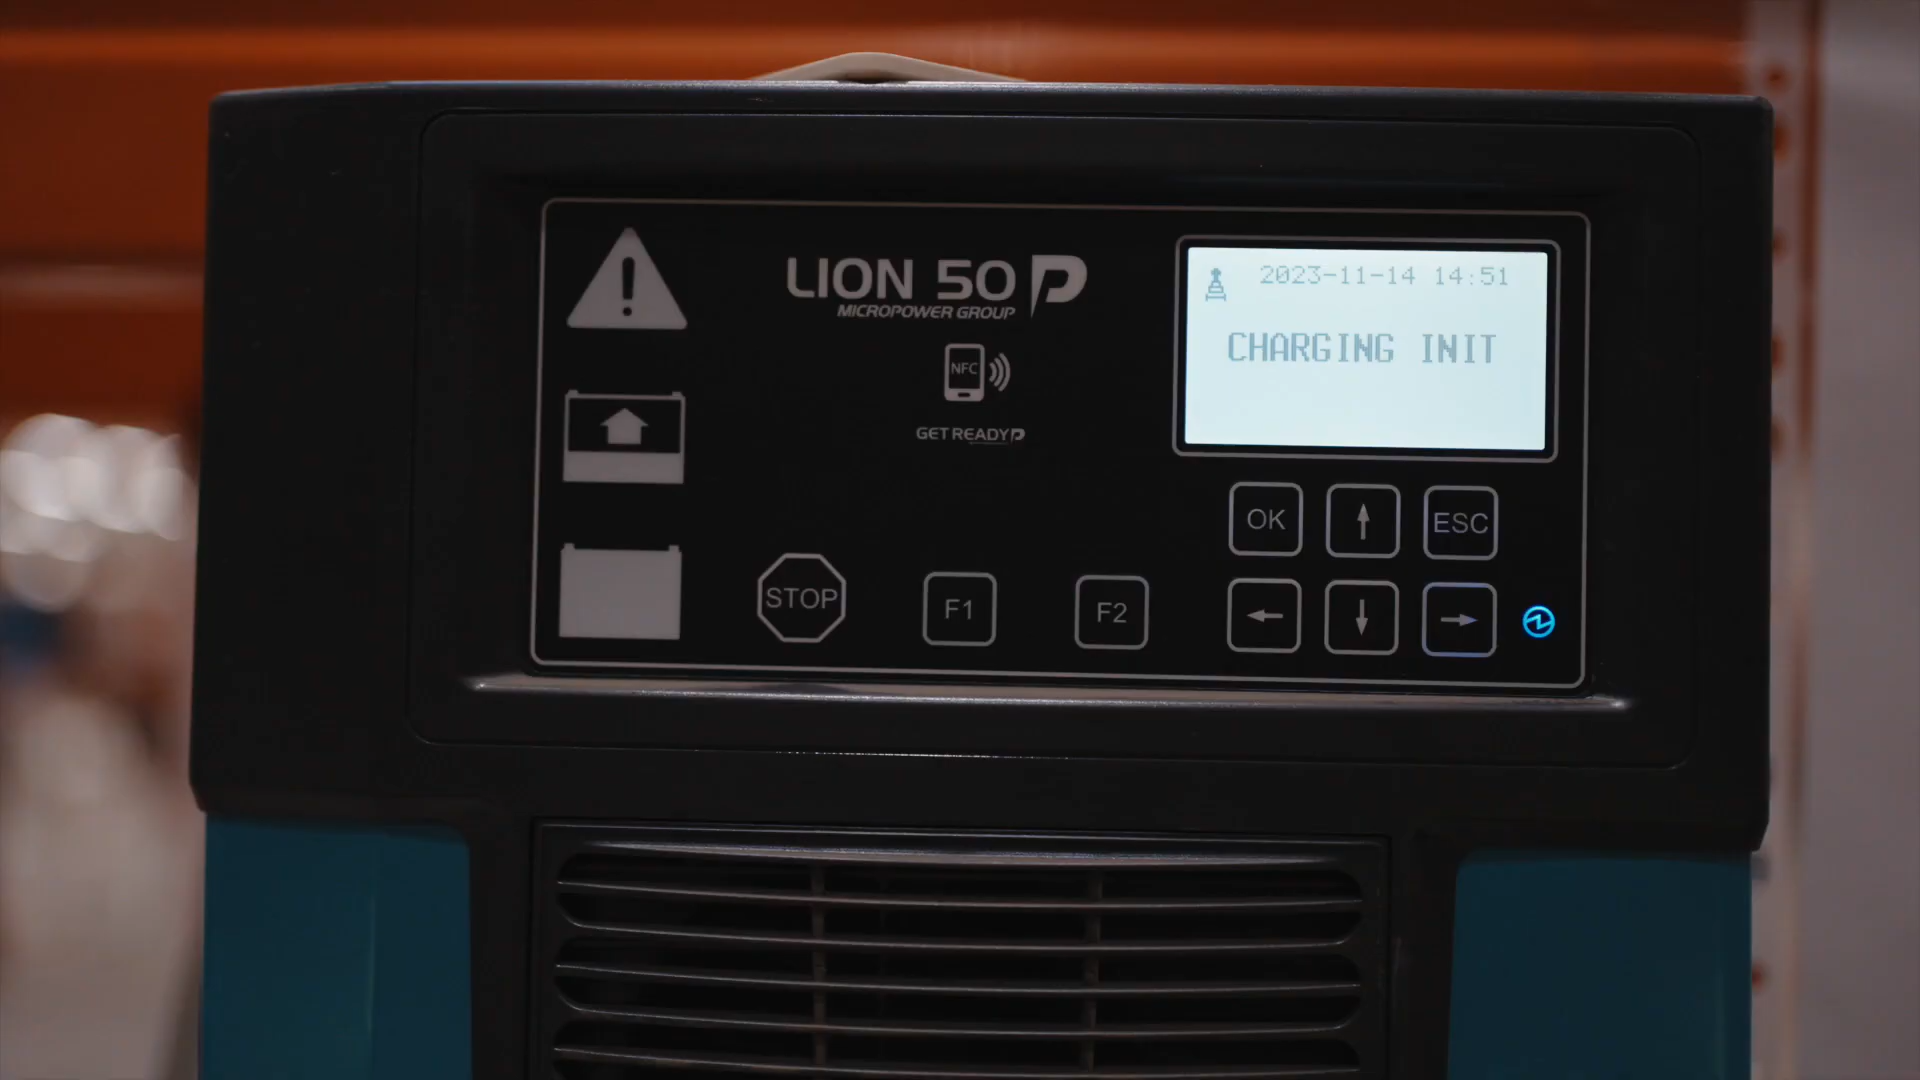 LION 50
MICROPOWER GROUP
NFC
GET READY
2023-11-14 14:51
CHARGING INIT
OK
ESC
STOP
F1
F2